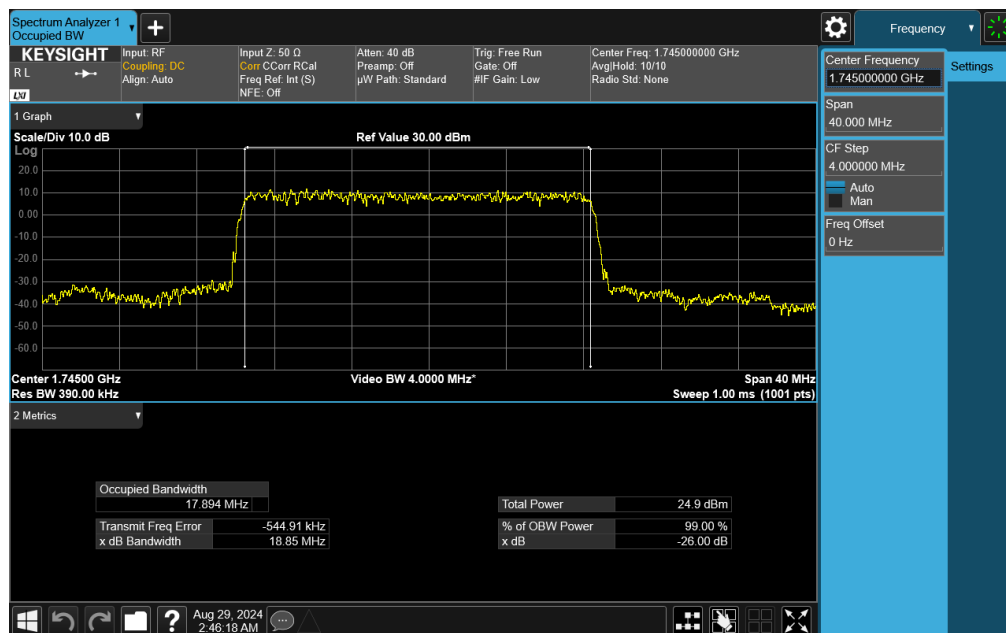 Spectrum Analyzer 1
Occupied BW
Frequency
KEYSIGHT
R L
LXI
Input: RF
Coupling: DC
Align: Auto
Input Z: 50 Ω
Corr CCorr RCal
Freq Ref: Int (S)
NFE: Off
Atten: 40 dB
Preamp: Off
µW Path: Standard
Trig: Free Run
Gate: Off
#IF Gain: Low
Center Freq: 1.745000000 GHz
Avg|Hold: 10/10
Radio Std: None
Center Frequency
1.745000000 GHz
Settings
Span
40.000 MHz
CF Step
4.000000 MHz
Auto
Man
Freq Offset
0 Hz
1 Graph
Scale/Div 10.0 dB
Ref Value 30.00 dBm
Log
20.0
10.0
0.00
-10.0
-20.0
-30.0
-40.0
-50.0
-60.0
Center 1.74500 GHz
Video BW 4.0000 MHz*
Span 40 MHz
Res BW 390.00 kHz
Sweep 1.00 ms (1001 pts)
2 Metrics
Occupied Bandwidth
17.894 MHz
Total Power 24.9 dBm
Transmit Freq Error -544.91 kHz
% of OBW Power 99.00 %
x dB Bandwidth 18.85 MHz
x dB -26.00 dB
?
Aug 29, 2024
2:46:18 AM